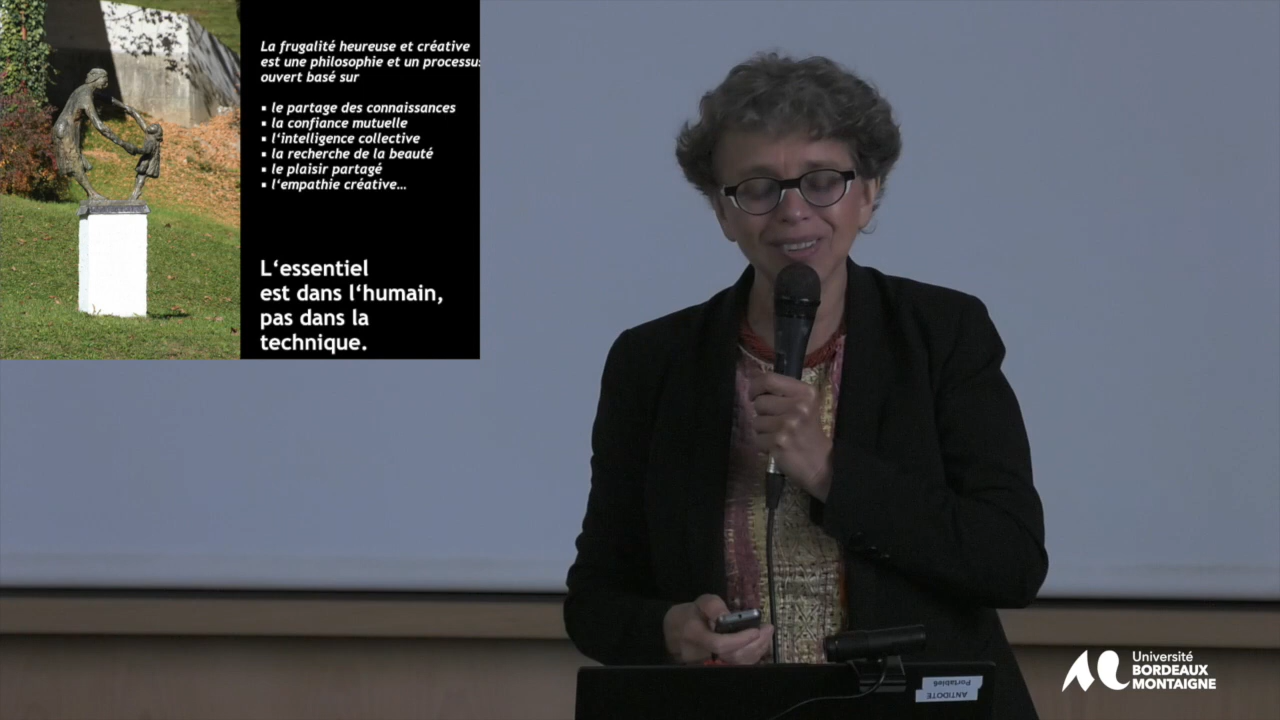 La frugalité heureuse et créative
est une philosophie et un processus
ouvert basé sur
▪ le partage des connaissances
▪ la confiance mutuelle
▪ l‘intelligence collective
▪ la recherche de la beauté
▪ le plaisir partagé
▪ l‘empathie créative…
L‘essentiel
est dans l‘humain,
pas dans la
technique.
Portable6
ANTIDOTE
Université
BORDEAUX
MONTAIGNE